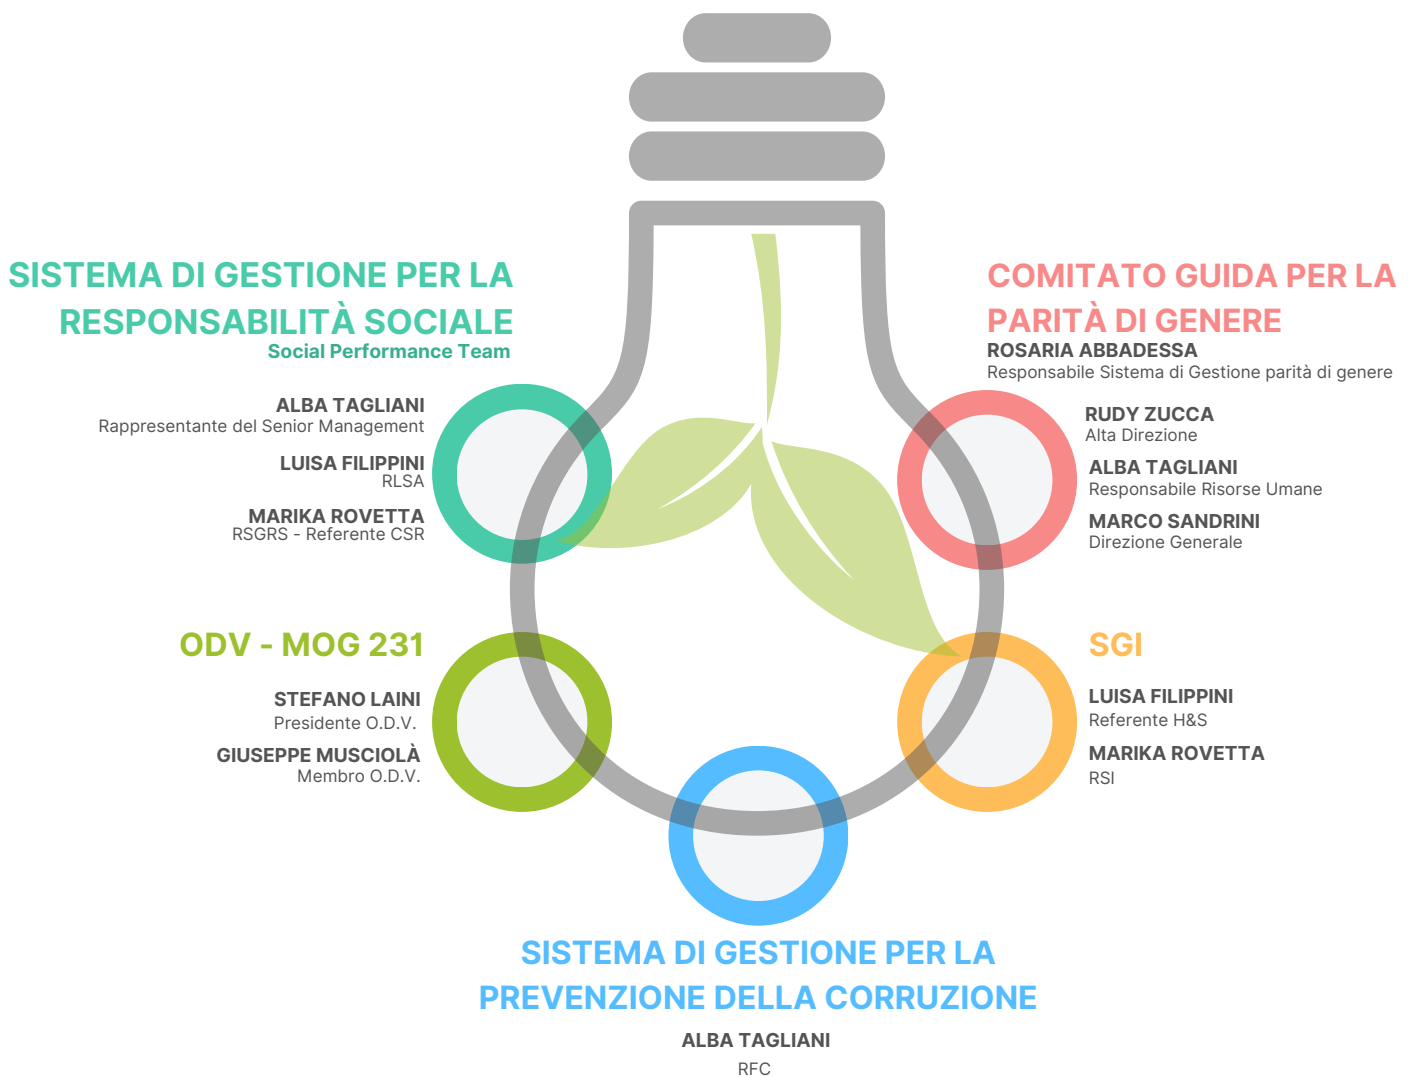 SISTEMA DI GESTIONE PER LA
RESPONSABILITÀ SOCIALE
Social Performance Team
ALBA TAGLIANI
Rappresentante del Senior Management
LUISA FILIPPINI
RLSA
MARIKA ROVETTA
RSGRS - Referente CSR
COMITATO GUIDA PER LA
PARITÀ DI GENERE
ROSARIA ABBADESSA
Responsabile Sistema di Gestione parità di genere
RUDY ZUCCA
Alta Direzione
ALBA TAGLIANI
Responsabile Risorse Umane
MARCO SANDRINI
Direzione Generale
ODV - MOG 231
STEFANO LAINI
Presidente O.D.V.
GIUSEPPE MUSCIOLÀ
Membro O.D.V.
SGI
LUISA FILIPPINI
Referente H&S
MARIKA ROVETTA
RSI
SISTEMA DI GESTIONE PER LA
PREVENZIONE DELLA CORRUZIONE
ALBA TAGLIANI
RFC